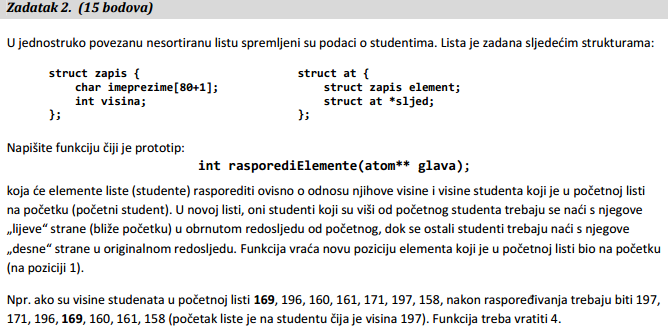 Zadatak 2. (15 bodova)
U jednostruko povezanu nesortiranu listu spremljeni su podaci o studentima. Lista je zadana sljedećim strukturama:
struct zapis { struct at {
char imeprezime[80+1]; struct zapis element;
int visina; struct at *sljed;
}; };
Napišite funkciju čiji je prototip:
int rasporediElemente(atom** glava);
koja će elemente liste (studente) rasporediti ovisno o odnosu njihove visine i visine studenta koji je u početnoj listi
na početku (početni student). U novoj listi, oni studenti koji su viši od početnog studenta trebaju se naći s njegove
„lijeve“ strane (bliže početku) u obrnutom redosljedu od početnog, dok se ostali studenti trebaju naći s njegove
„desne“ strane u originalnom redosljedu. Funkcija vraća novu poziciju elementa koji je u početnoj listi bio na početku
(na poziciji 1).
Npr. ako su visine studenata u početnoj listi 169, 196, 160, 161, 171, 197, 158, nakon raspoređivanja trebaju biti 197,
171, 196, 169, 160, 161, 158 (početak liste je na studentu čija je visina 197). Funkcija treba vratiti 4.